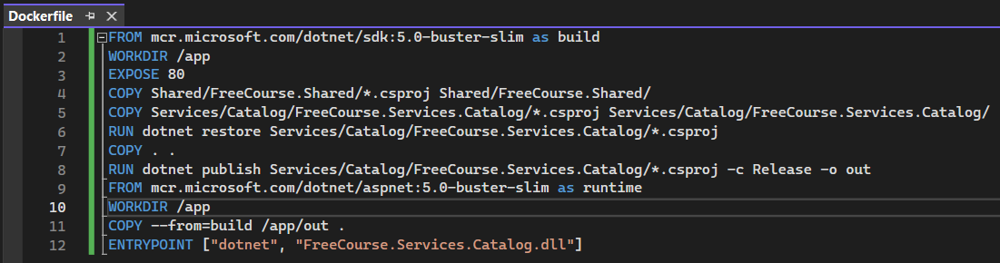 Dockerfile
1 FROM mcr.microsoft.com/dotnet/sdk:5.0-buster-slim as build
2 WORKDIR /app
3 EXPOSE 80
4 COPY Shared/FreeCourse.Shared/*.csproj Shared/FreeCourse.Shared/
5 COPY Services/Catalog/FreeCourse.Services.Catalog/*.csproj Services/Catalog/FreeCourse.Services.Catalog/
6 RUN dotnet restore Services/Catalog/FreeCourse.Services.Catalog/*.csproj
7 COPY . .
8 RUN dotnet publish Services/Catalog/FreeCourse.Services.Catalog/*.csproj -c Release -o out
9 FROM mcr.microsoft.com/dotnet/aspnet:5.0-buster-slim as runtime
10 WORKDIR /app
11 COPY --from=build /app/out .
12 ENTRYPOINT ["dotnet", "FreeCourse.Services.Catalog.dll"]